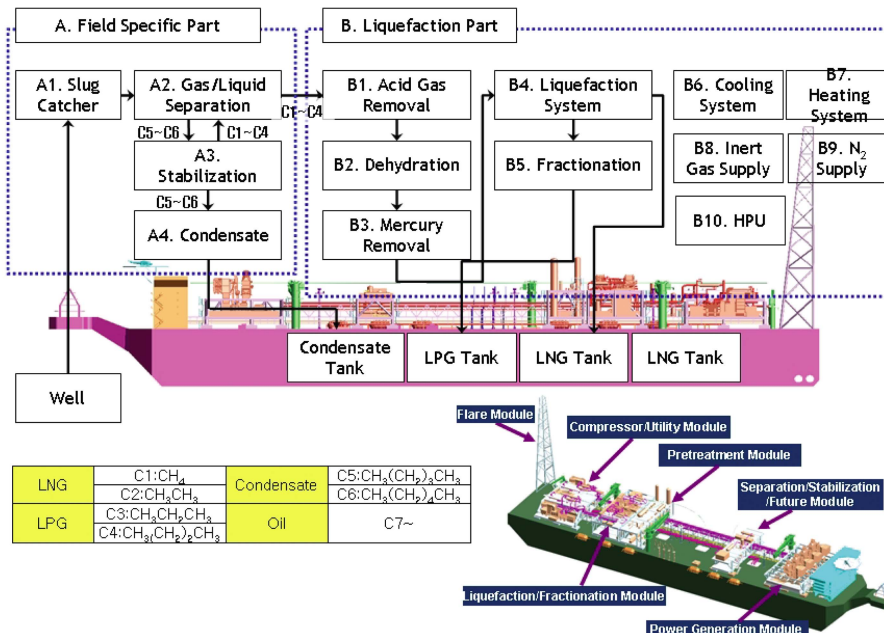 A. Field Specific Part
B. Liquefaction Part
A1. Slug
Catcher
A2. Gas/Liquid
Separation
C1~C4
B1. Acid Gas
Removal
B4. Liquefaction
System
B6. Cooling
System
B7.
Heating
System
C5~C6
C1~C4
A3.
Stabilization
B2. Dehydration
B5. Fractionation
B8. Inert
Gas Supply
B9. N₂
Supply
C5~C6
A4. Condensate
B3. Mercury
Removal
B10. HPU
Condensate
Tank
LPG Tank
LNG Tank
LNG Tank
Well
Flare Module
Compressor/Utility Module
Pretreatment Module
Separation/Stabilization
/Future Module
Liquefaction/Fractionation Module
Power Generation Module
LNG
C1:CH₄
C2:CH₃CH₃
Condensate
C5:CH₃(CH₂)₃CH₃
C6:CH₃(CH₂)₄CH₃
LPG
C3:CH₃CH₂CH₃
C4:CH₃(CH₂)₂CH₃
Oil
C7~